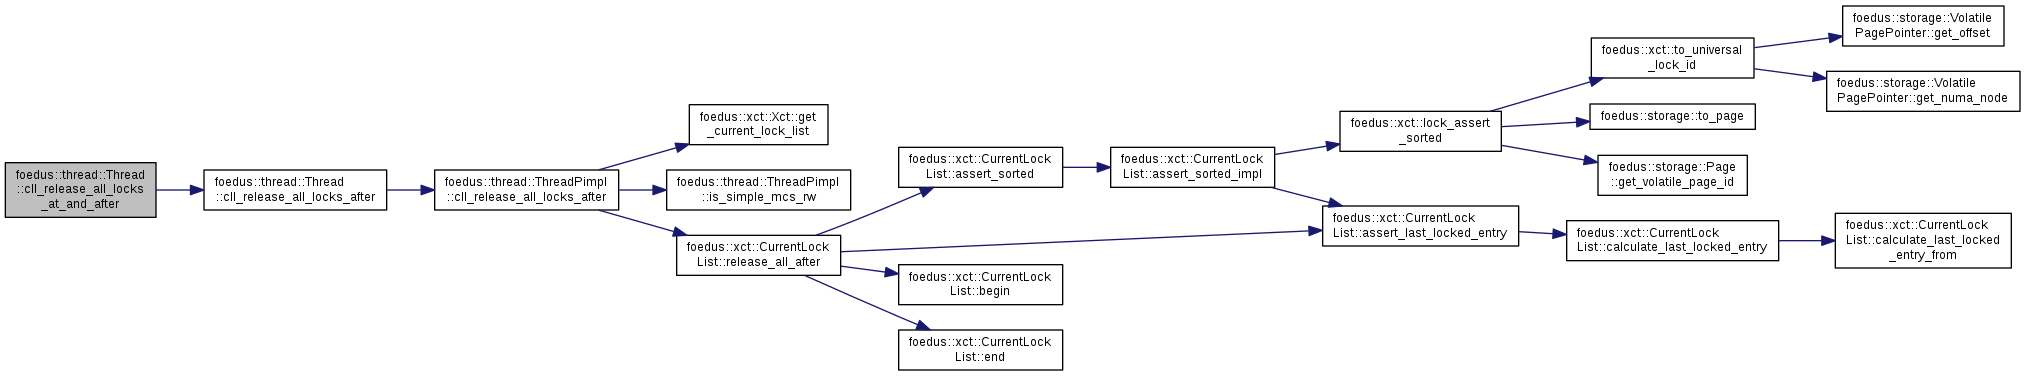 foedus::thread::Thread
::cll_release_all_locks
_at_and_after
foedus::thread::Thread
::cll_release_all_locks_after
foedus::thread::ThreadPimpl
::cll_release_all_locks_after
foedus::xct::Xct::get
_current_lock_list
foedus::thread::ThreadPimpl
::is_simple_mcs_rw
foedus::xct::CurrentLock
List::release_all_after
foedus::xct::CurrentLock
List::assert_sorted
foedus::xct::CurrentLock
List::begin
foedus::xct::CurrentLock
List::end
foedus::xct::CurrentLock
List::assert_sorted_impl
foedus::xct::lock_assert
_sorted
foedus::xct::CurrentLock
List::assert_last_locked_entry
foedus::xct::to_universal
_lock_id
foedus::storage::to_page
foedus::storage::Page
::get_volatile_page_id
foedus::xct::CurrentLock
List::calculate_last_locked_entry
foedus::storage::Volatile
PagePointer::get_offset
foedus::storage::Volatile
PagePointer::get_numa_node
foedus::xct::CurrentLock
List::calculate_last_locked
_entry_from